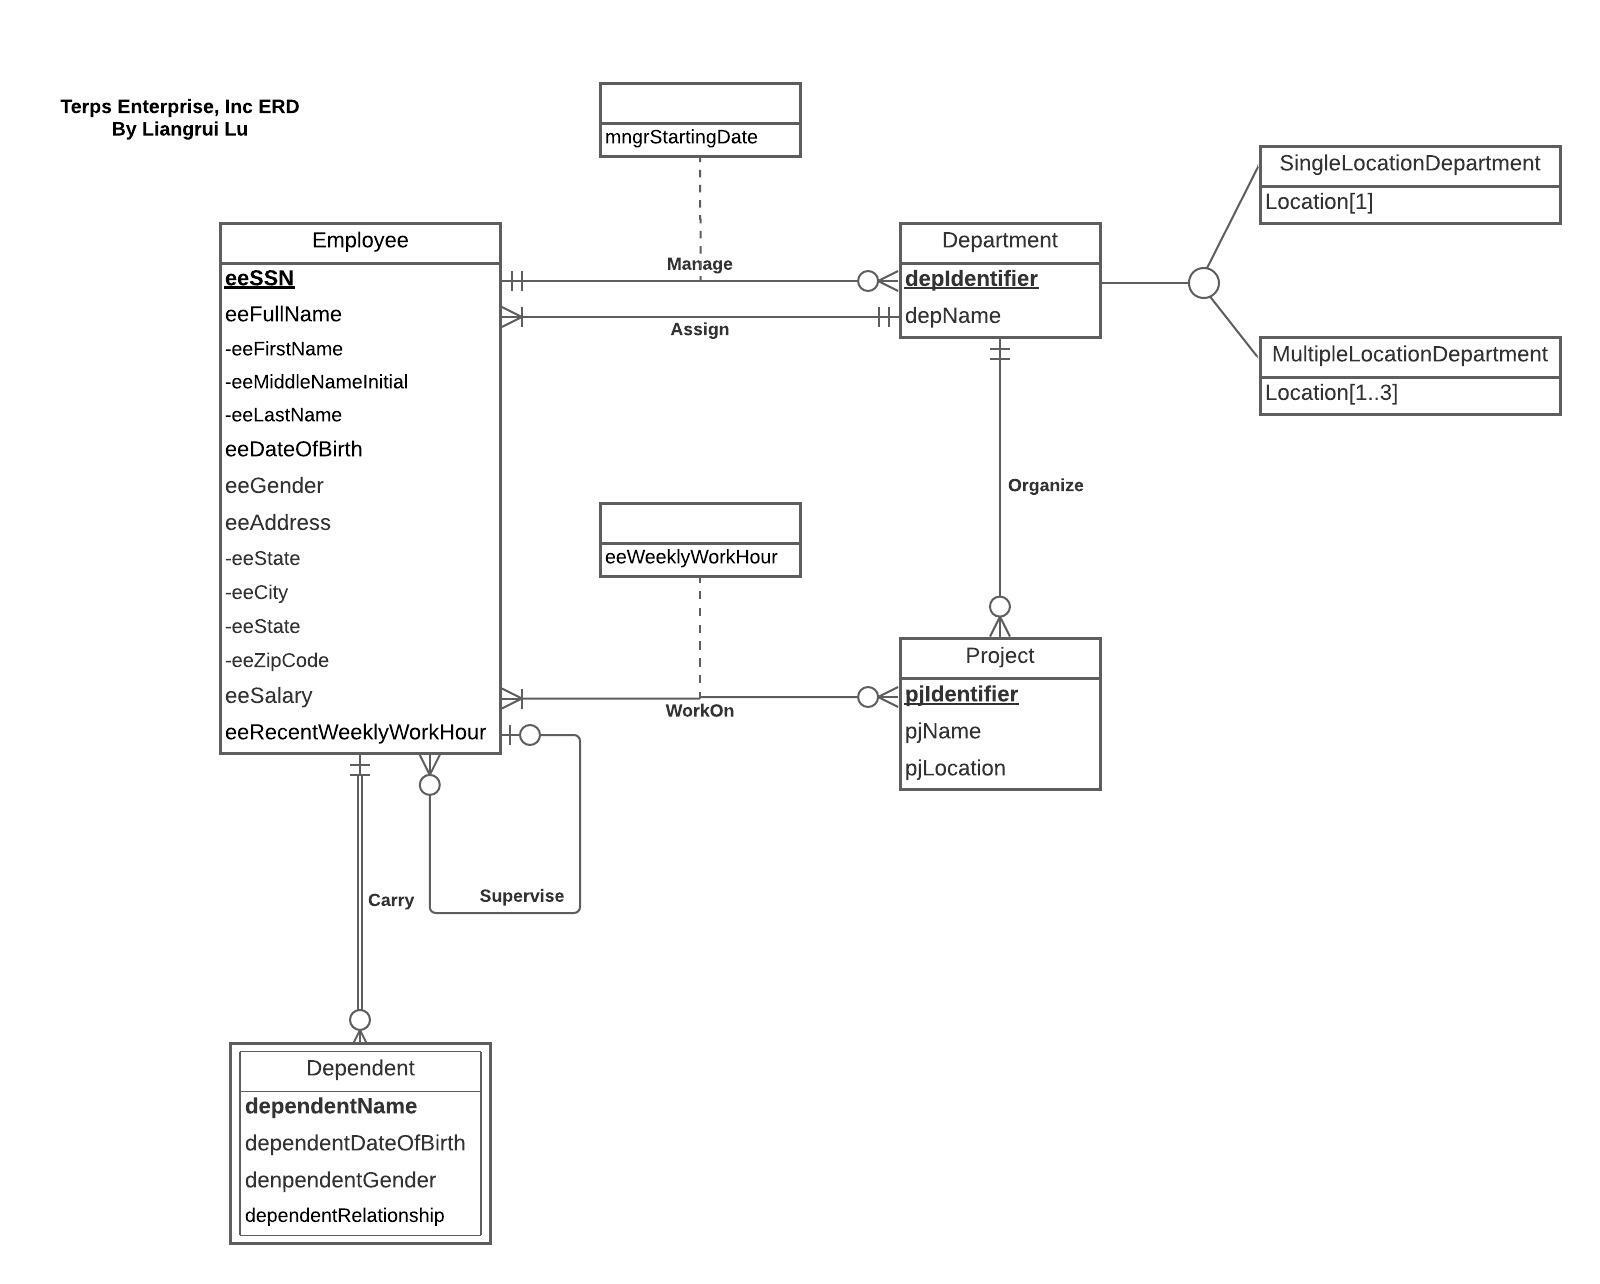 Terps Enterprise, Inc ERD
By Liangrui Lu
mngrStartingDate
SingleLocationDepartment
Location[1]
Employee
eeSSN
eeFullName
-eeFirstName
-eeMiddleNameInitial
-eeLastName
eeDateOfBirth
eeGender
eeAddress
-eeState
-eeCity
-eeState
-eeZipCode
eeSalary
eeRecentWeeklyWorkHour
Manage
Assign
Department
depIdentifier
depName
MultipleLocationDepartment
Location[1..3]
Organize
eeWeeklyWorkHour
WorkOn
Project
pjIdentifier
pjName
pjLocation
Supervise
Carry
Dependent
dependentName
dependentDateOfBirth
denpendentGender
dependentRelationship